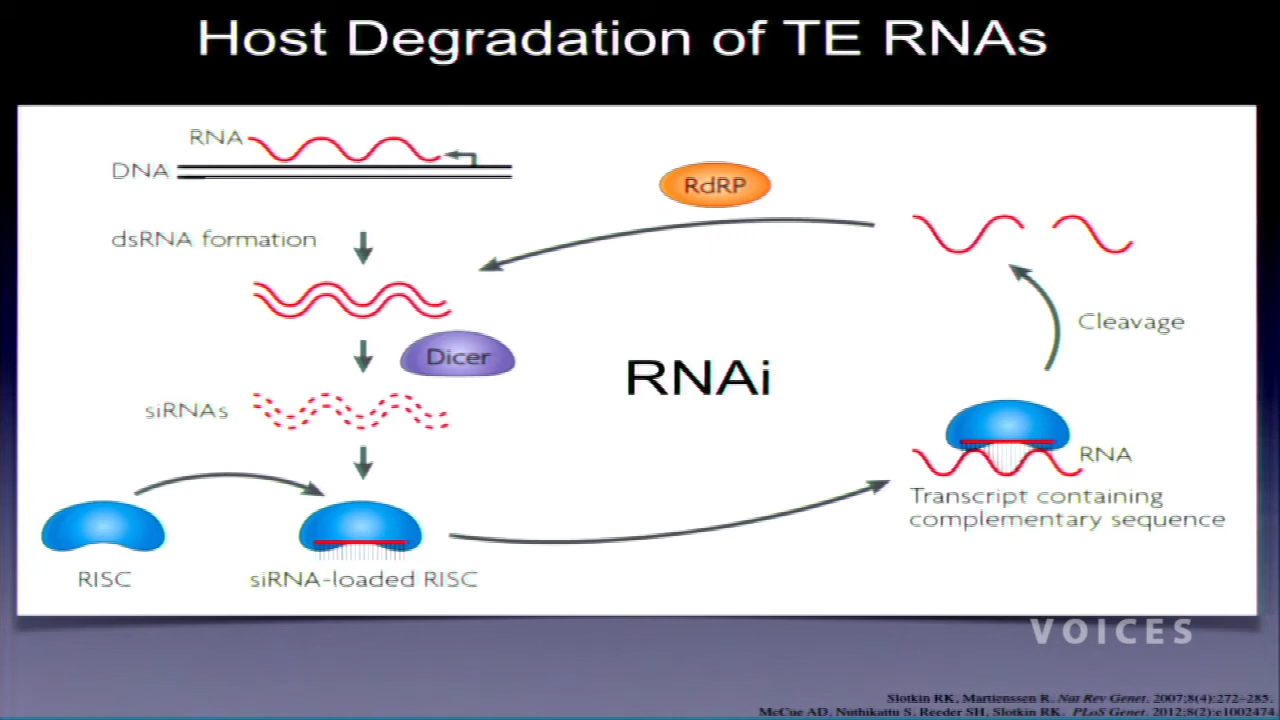 Host Degradation of TE RNAs
RNA
DNA
RdRP
dsRNA formation
Cleavage
Dicer
RNAi
siRNAs
RNA
Transcript containing
complementary sequence
RISC
siRNA-loaded RISC
VOICES
Slotkin RK, Martienssen R. Nat Rev Genet. 2007;8(4):272–285.
McCue AD, Nuthikattu S, Reeder SH, Slotkin RK. PLoS Genet. 2012;8(2):e1002474